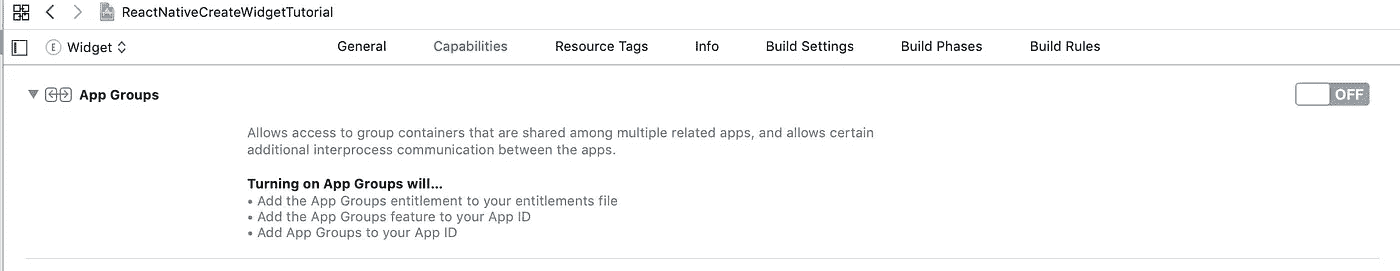 ReactNativeCreateWidgetTutorial
E Widget General Capabilities Resource Tags Info Build Settings Build Phases Build Rules
App Groups OFF
Allows access to group containers that are shared among multiple related apps, and allows certain
additional interprocess communication between the apps.
Turning on App Groups will...
• Add the App Groups entitlement to your entitlements file
• Add the App Groups feature to your App ID
• Add App Groups to your App ID